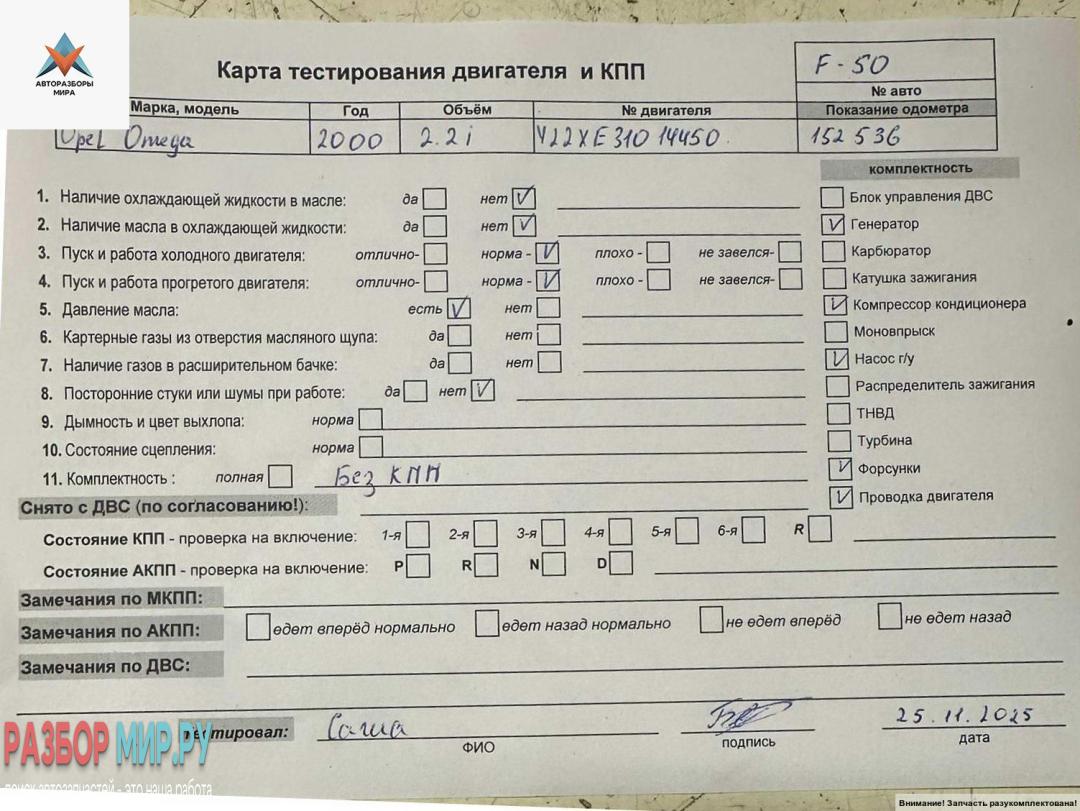 АВТОРАЗБОРЫ
МИРА
Карта тестирования двигателя и КПП
F-50
№ авто
Марка, модель Год Объём № двигателя Показание одометра
Opel Omega 2000 2.2i Y22XE31014450 152 536
комплектность
1. Наличие охлаждающей жидкости в масле: да нет
Блок управления ДВС
2. Наличие масла в охлаждающей жидкости: да нет
Генератор
3. Пуск и работа холодного двигателя: отлично- норма - плохо - не завелся-
Карбюратор
4. Пуск и работа прогретого двигателя: отлично- норма - плохо - не завелся-
Катушка зажигания
5. Давление масла: есть нет
Компрессор кондиционера
6. Картерные газы из отверстия масляного щупа: да нет
Моновпрыск
7. Наличие газов в расширительном бачке: да нет
Насос г/у
8. Посторонние стуки или шумы при работе: да нет
Распределитель зажигания
9. Дымность и цвет выхлопа: норма
ТНВД
10. Состояние сцепления: норма
Турбина
11. Комплектность : полная Без КПП
Форсунки
Снято с ДВС (по согласованию!):
Проводка двигателя
Состояние КПП - проверка на включение: 1-я 2-я 3-я 4-я 5-я 6-я R
Состояние АКПП - проверка на включение: P R N D
Замечания по МКПП:
Замечания по АКПП: едет вперёд нормально едет назад нормально не едет вперёд не едет назад
Замечания по ДВС:
тестировал: Саша 25.11.2025
ФИО подпись дата
РАЗБОР МИР.РУ
поиск автозапчастей - это наша работа
Внимание! Запчасть разукомплектована!